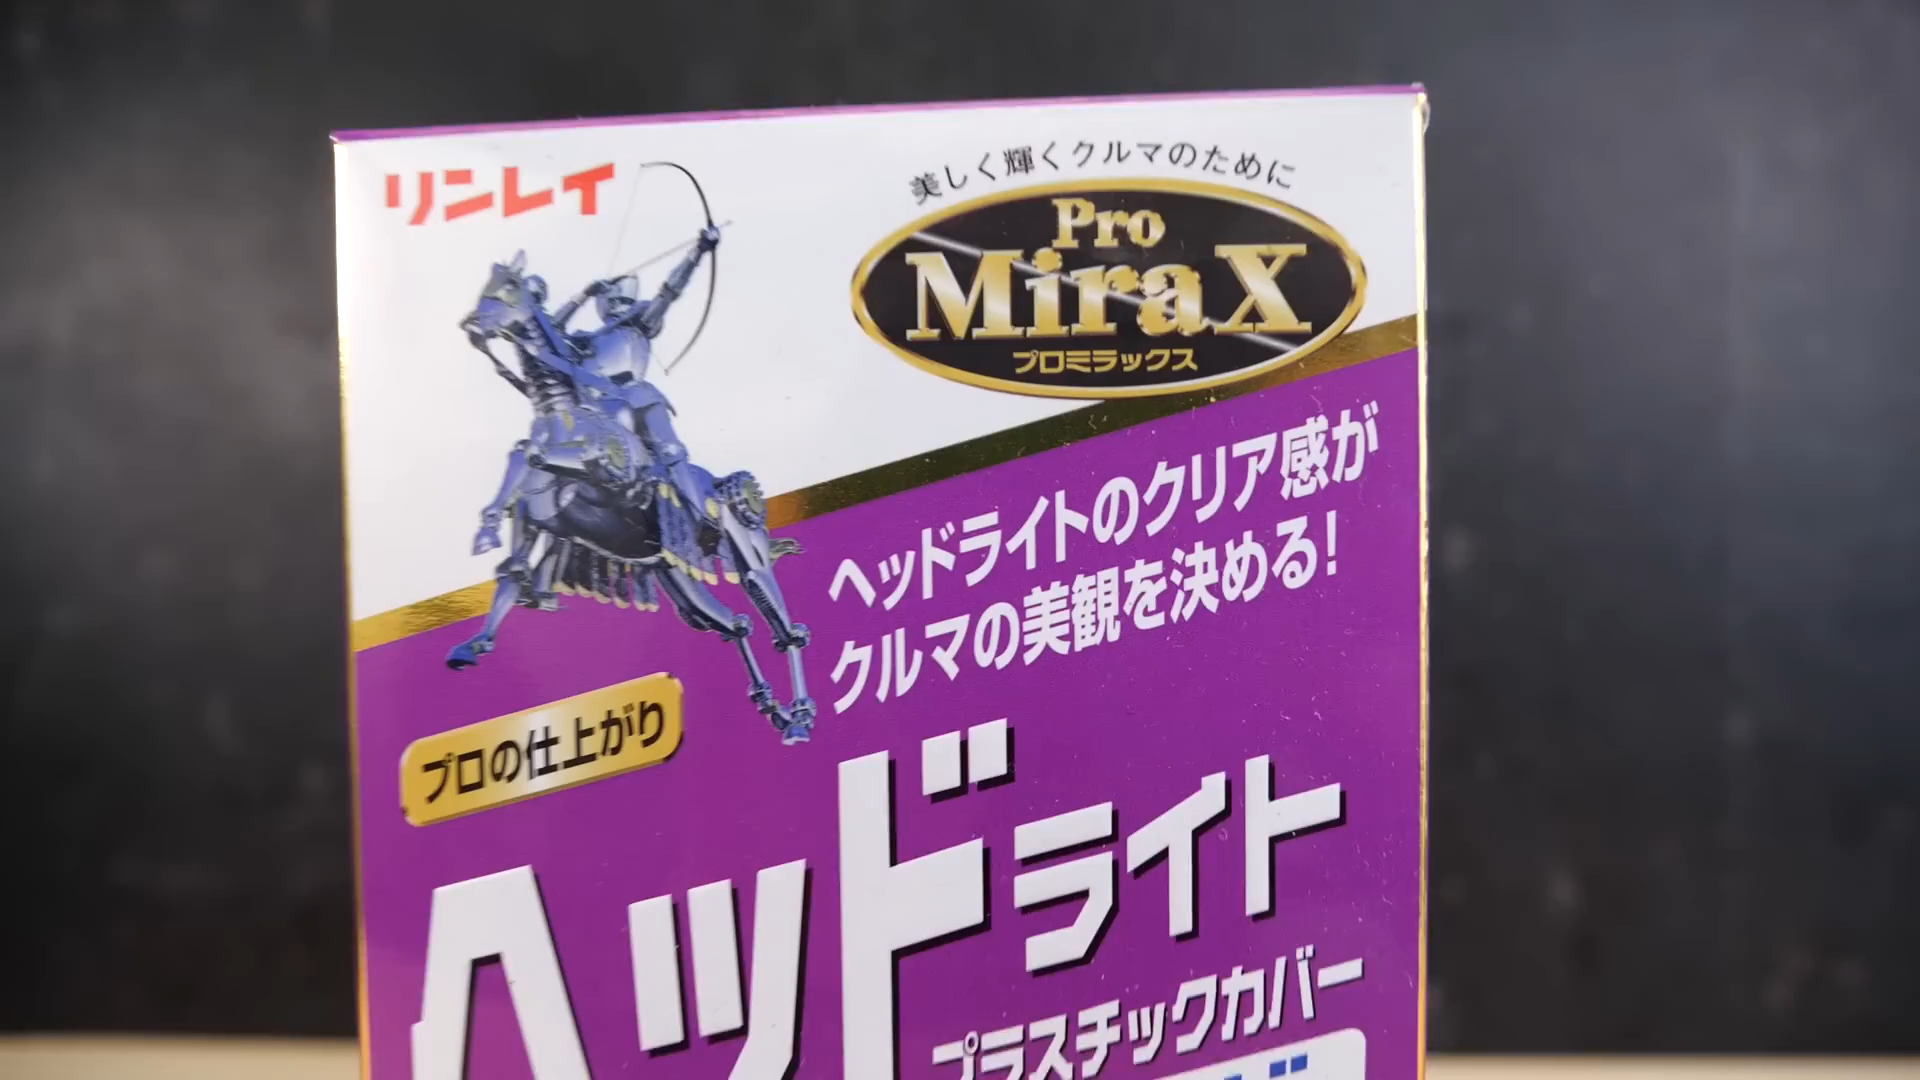 リンレイ
美しく輝くクルマのために
Pro
MiraX
プロミラックス
ヘッドライトのクリア感が
クルマの美観を決める!
プロの仕上がり
ヘッドライト
プラスチックカバー